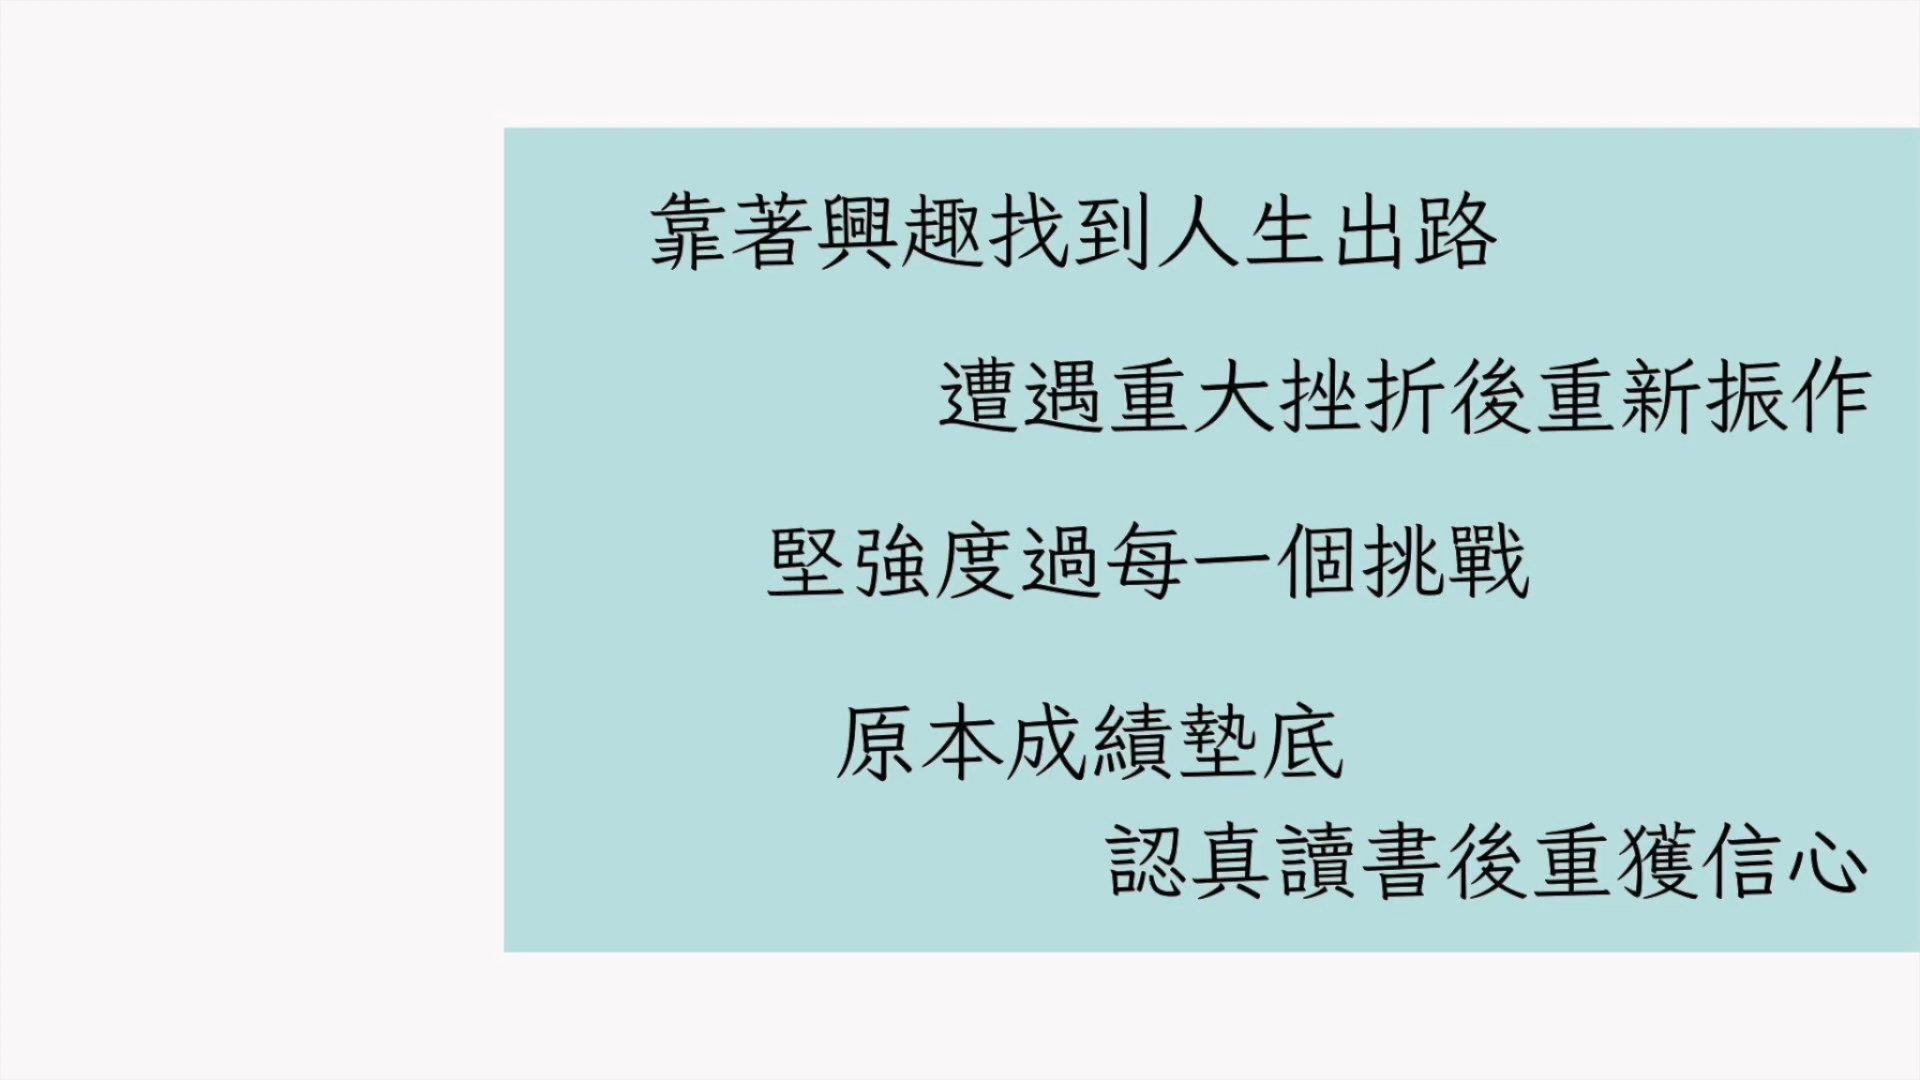 靠著興趣找到人生出路
遭遇重大挫折後重新振作
堅強度過每一個挑戰
原本成績墊底
認真讀書後重獲信心